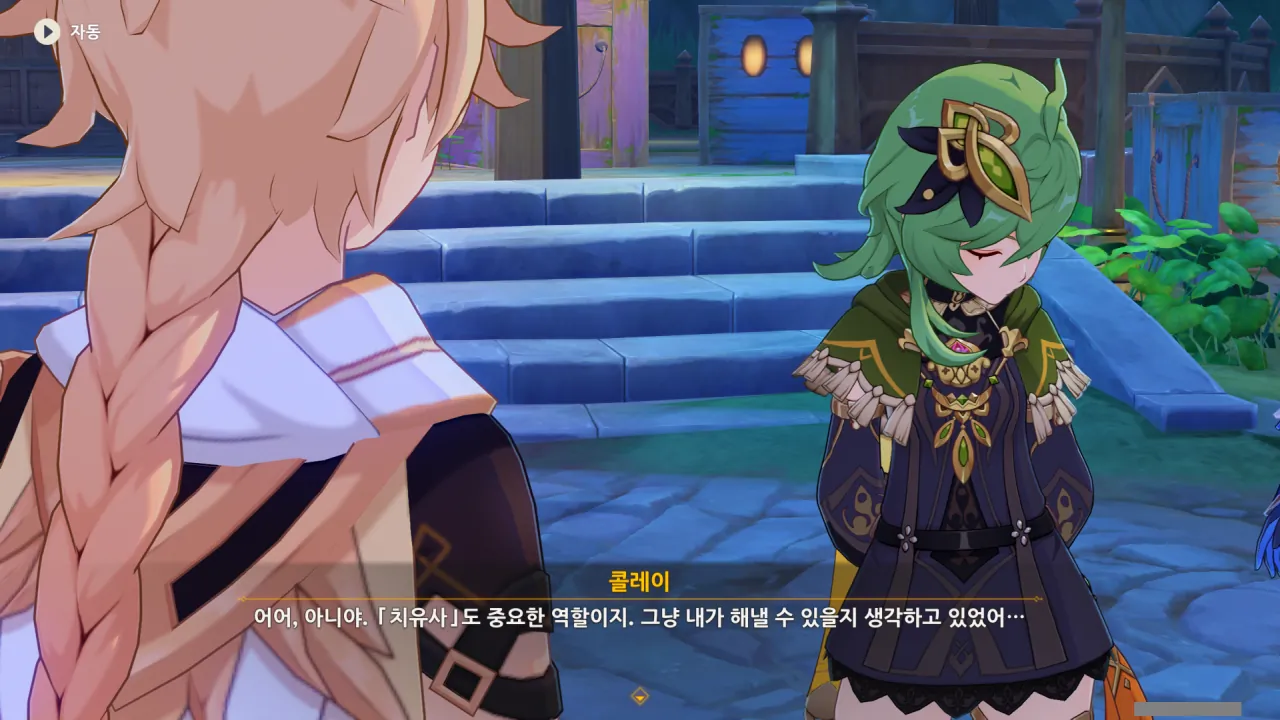 자동
콜레이
어어, 아니야. 「치유사」도 중요한 역할이지. 그냥 내가 해낼 수 있을지 생각하고 있었어…